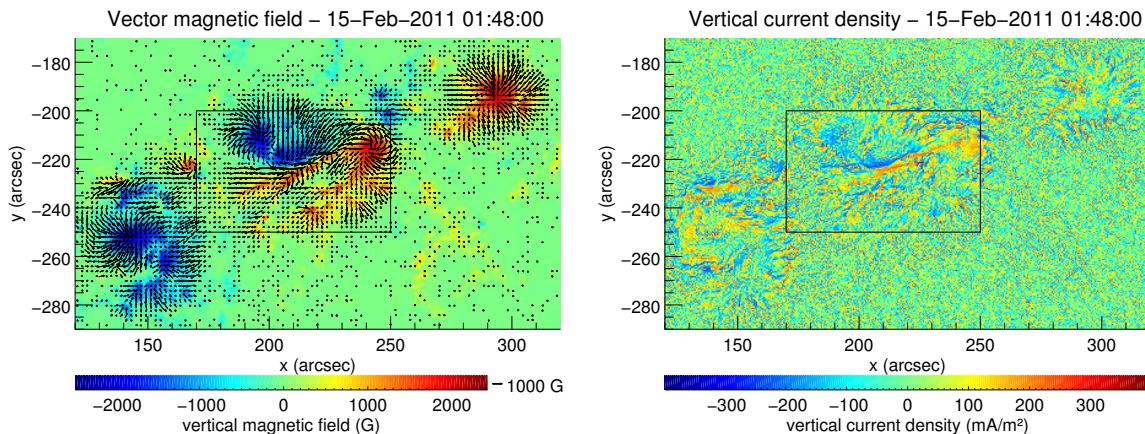 Vector magnetic field – 15–Feb–2011 01:48:00
−180
−200
−220
−240
−260
−280
y (arcsec)
150 200 250 300
x (arcsec)
−2000 −1000 0 1000 2000
– 1000 G
vertical magnetic field (G)
Vertical current density – 15–Feb–2011 01:48:00
−180
−200
−220
−240
−260
−280
y (arcsec)
150 200 250 300
x (arcsec)
−300 −200 −100 0 100 200 300
vertical current density (mA/m²)